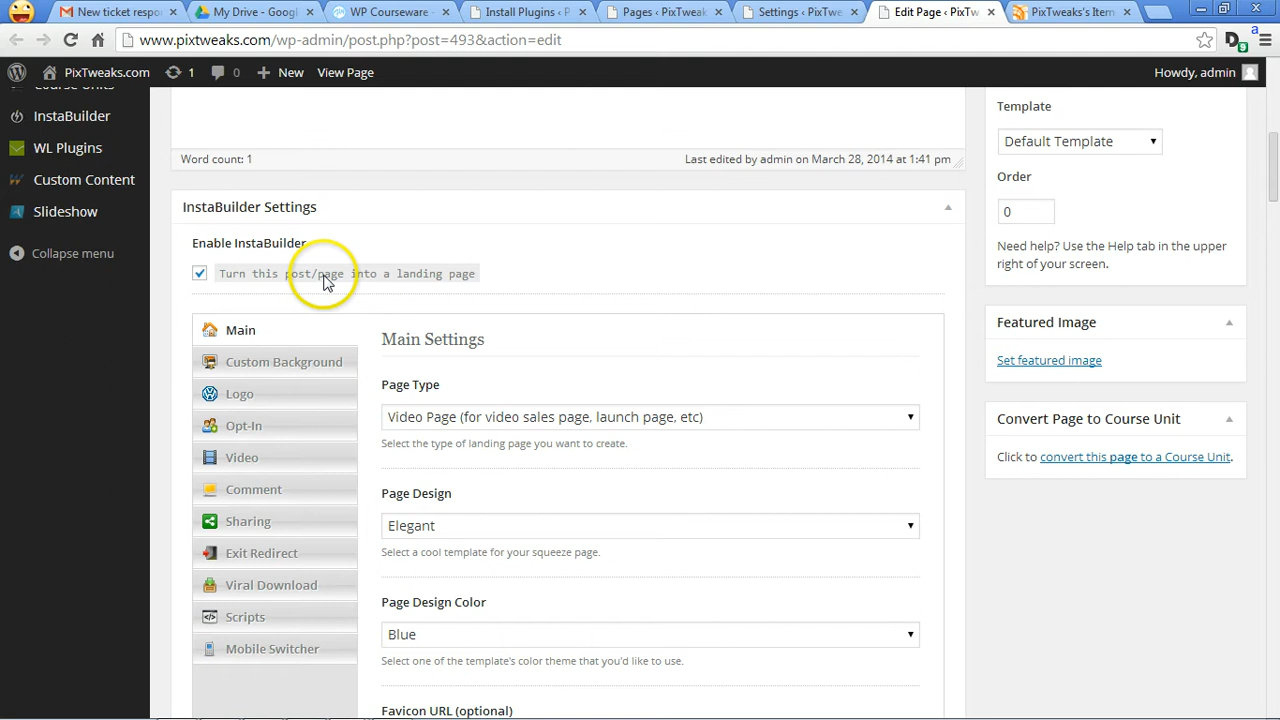 New ticket respo
My Drive - Googl
WP Courseware -
Install Plugins ‹ P
Pages ‹ PixTweak
Settings ‹ PixTwe
Edit Page ‹ PixTw
PixTweaks's Item
www.pixtweaks.com/wp-admin/post.php?post=493&action=edit
9
a
PixTweaks.com
1
0
New
View Page
Howdy, admin
Course Units
InstaBuilder
WL Plugins
Custom Content
Slideshow
Collapse menu
Word count: 1
Last edited by admin on March 28, 2014 at 1:41 pm
InstaBuilder Settings
Enable InstaBuilder
Turn this post/page into a landing page
Main
Custom Background
Logo
Opt-In
Video
Comment
Sharing
Exit Redirect
Viral Download
Scripts
Mobile Switcher
Main Settings
Page Type
Video Page (for video sales page, launch page, etc)
Select the type of landing page you want to create.
Page Design
Elegant
Select a cool template for your squeeze page.
Page Design Color
Blue
Select one of the template's color theme that you'd like to use.
Favicon URL (optional)
Template
Default Template
Order
0
Need help? Use the Help tab in the upper
right of your screen.
Featured Image
Set featured image
Convert Page to Course Unit
Click to convert this page to a Course Unit.